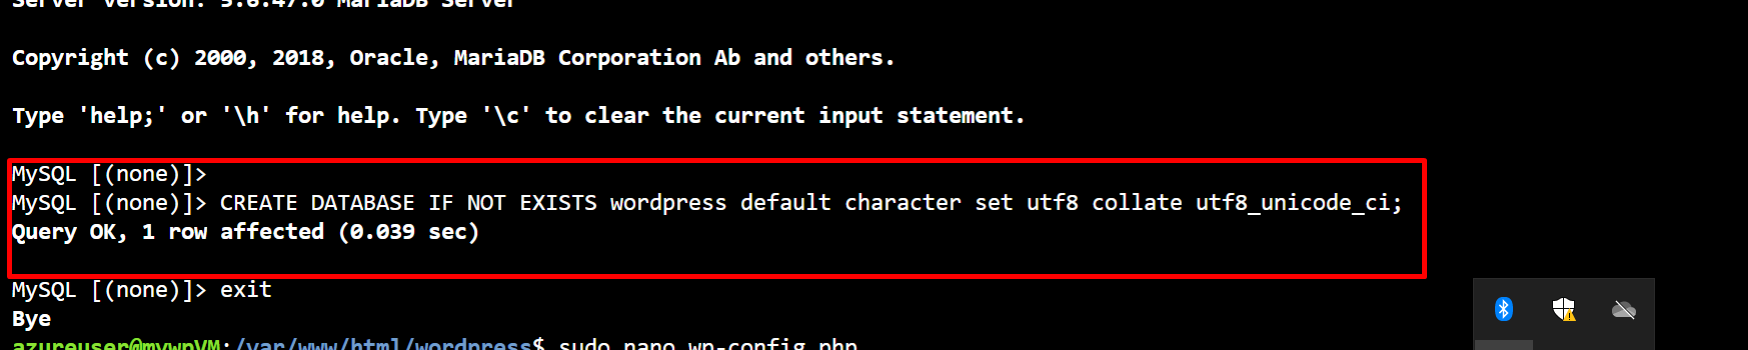 Server version: 5.6.47.0 MariaDB Server
Copyright (c) 2000, 2018, Oracle, MariaDB Corporation Ab and others.
Type 'help;' or '\h' for help. Type '\c' to clear the current input statement.
MySQL [(none)]>
MySQL [(none)]> CREATE DATABASE IF NOT EXISTS wordpress default character set utf8 collate utf8_unicode_ci;
Query OK, 1 row affected (0.039 sec)
MySQL [(none)]> exit
Bye
azureuser@mywpVM:/var/www/html/wordpress$ sudo nano wp-config.php